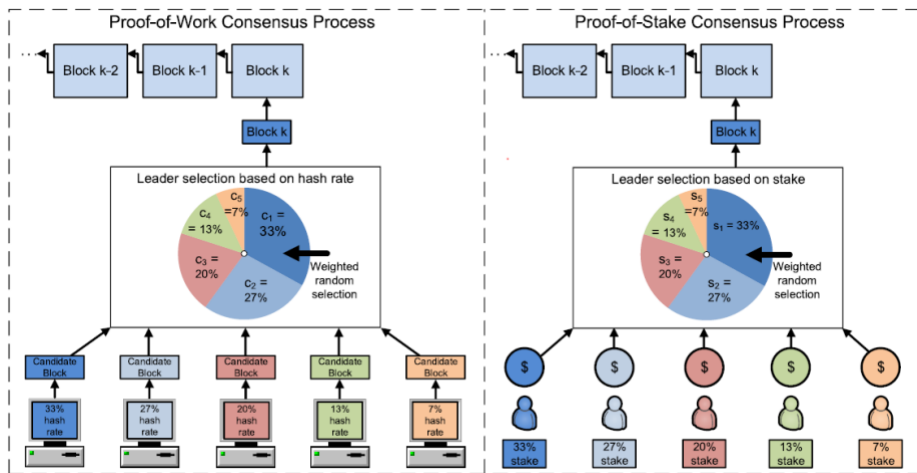 Proof-of-Work Consensus Process
...
Block k-2
Block k-1
Block k
Block k
Leader selection based on hash rate
c5
=7%
c1 =
33%
c4
= 13%
c3 =
20%
c2 =
27%
Weighted
random
selection
Candidate
Block
Candidate
Block
Candidate
Block
Candidate
Block
Candidate
Block
33%
hash
rate
27%
hash
rate
20%
hash
rate
13%
hash
rate
7%
hash
rate
Proof-of-Stake Consensus Process
...
Block k-2
Block k-1
Block k
Block k
Leader selection based on stake
s5
=7%
s1 = 33%
s4
= 13%
s3 =
20%
s2 =
27%
Weighted
random
selection
$
$
$
$
$
33%
stake
27%
stake
20%
stake
13%
stake
7%
stake